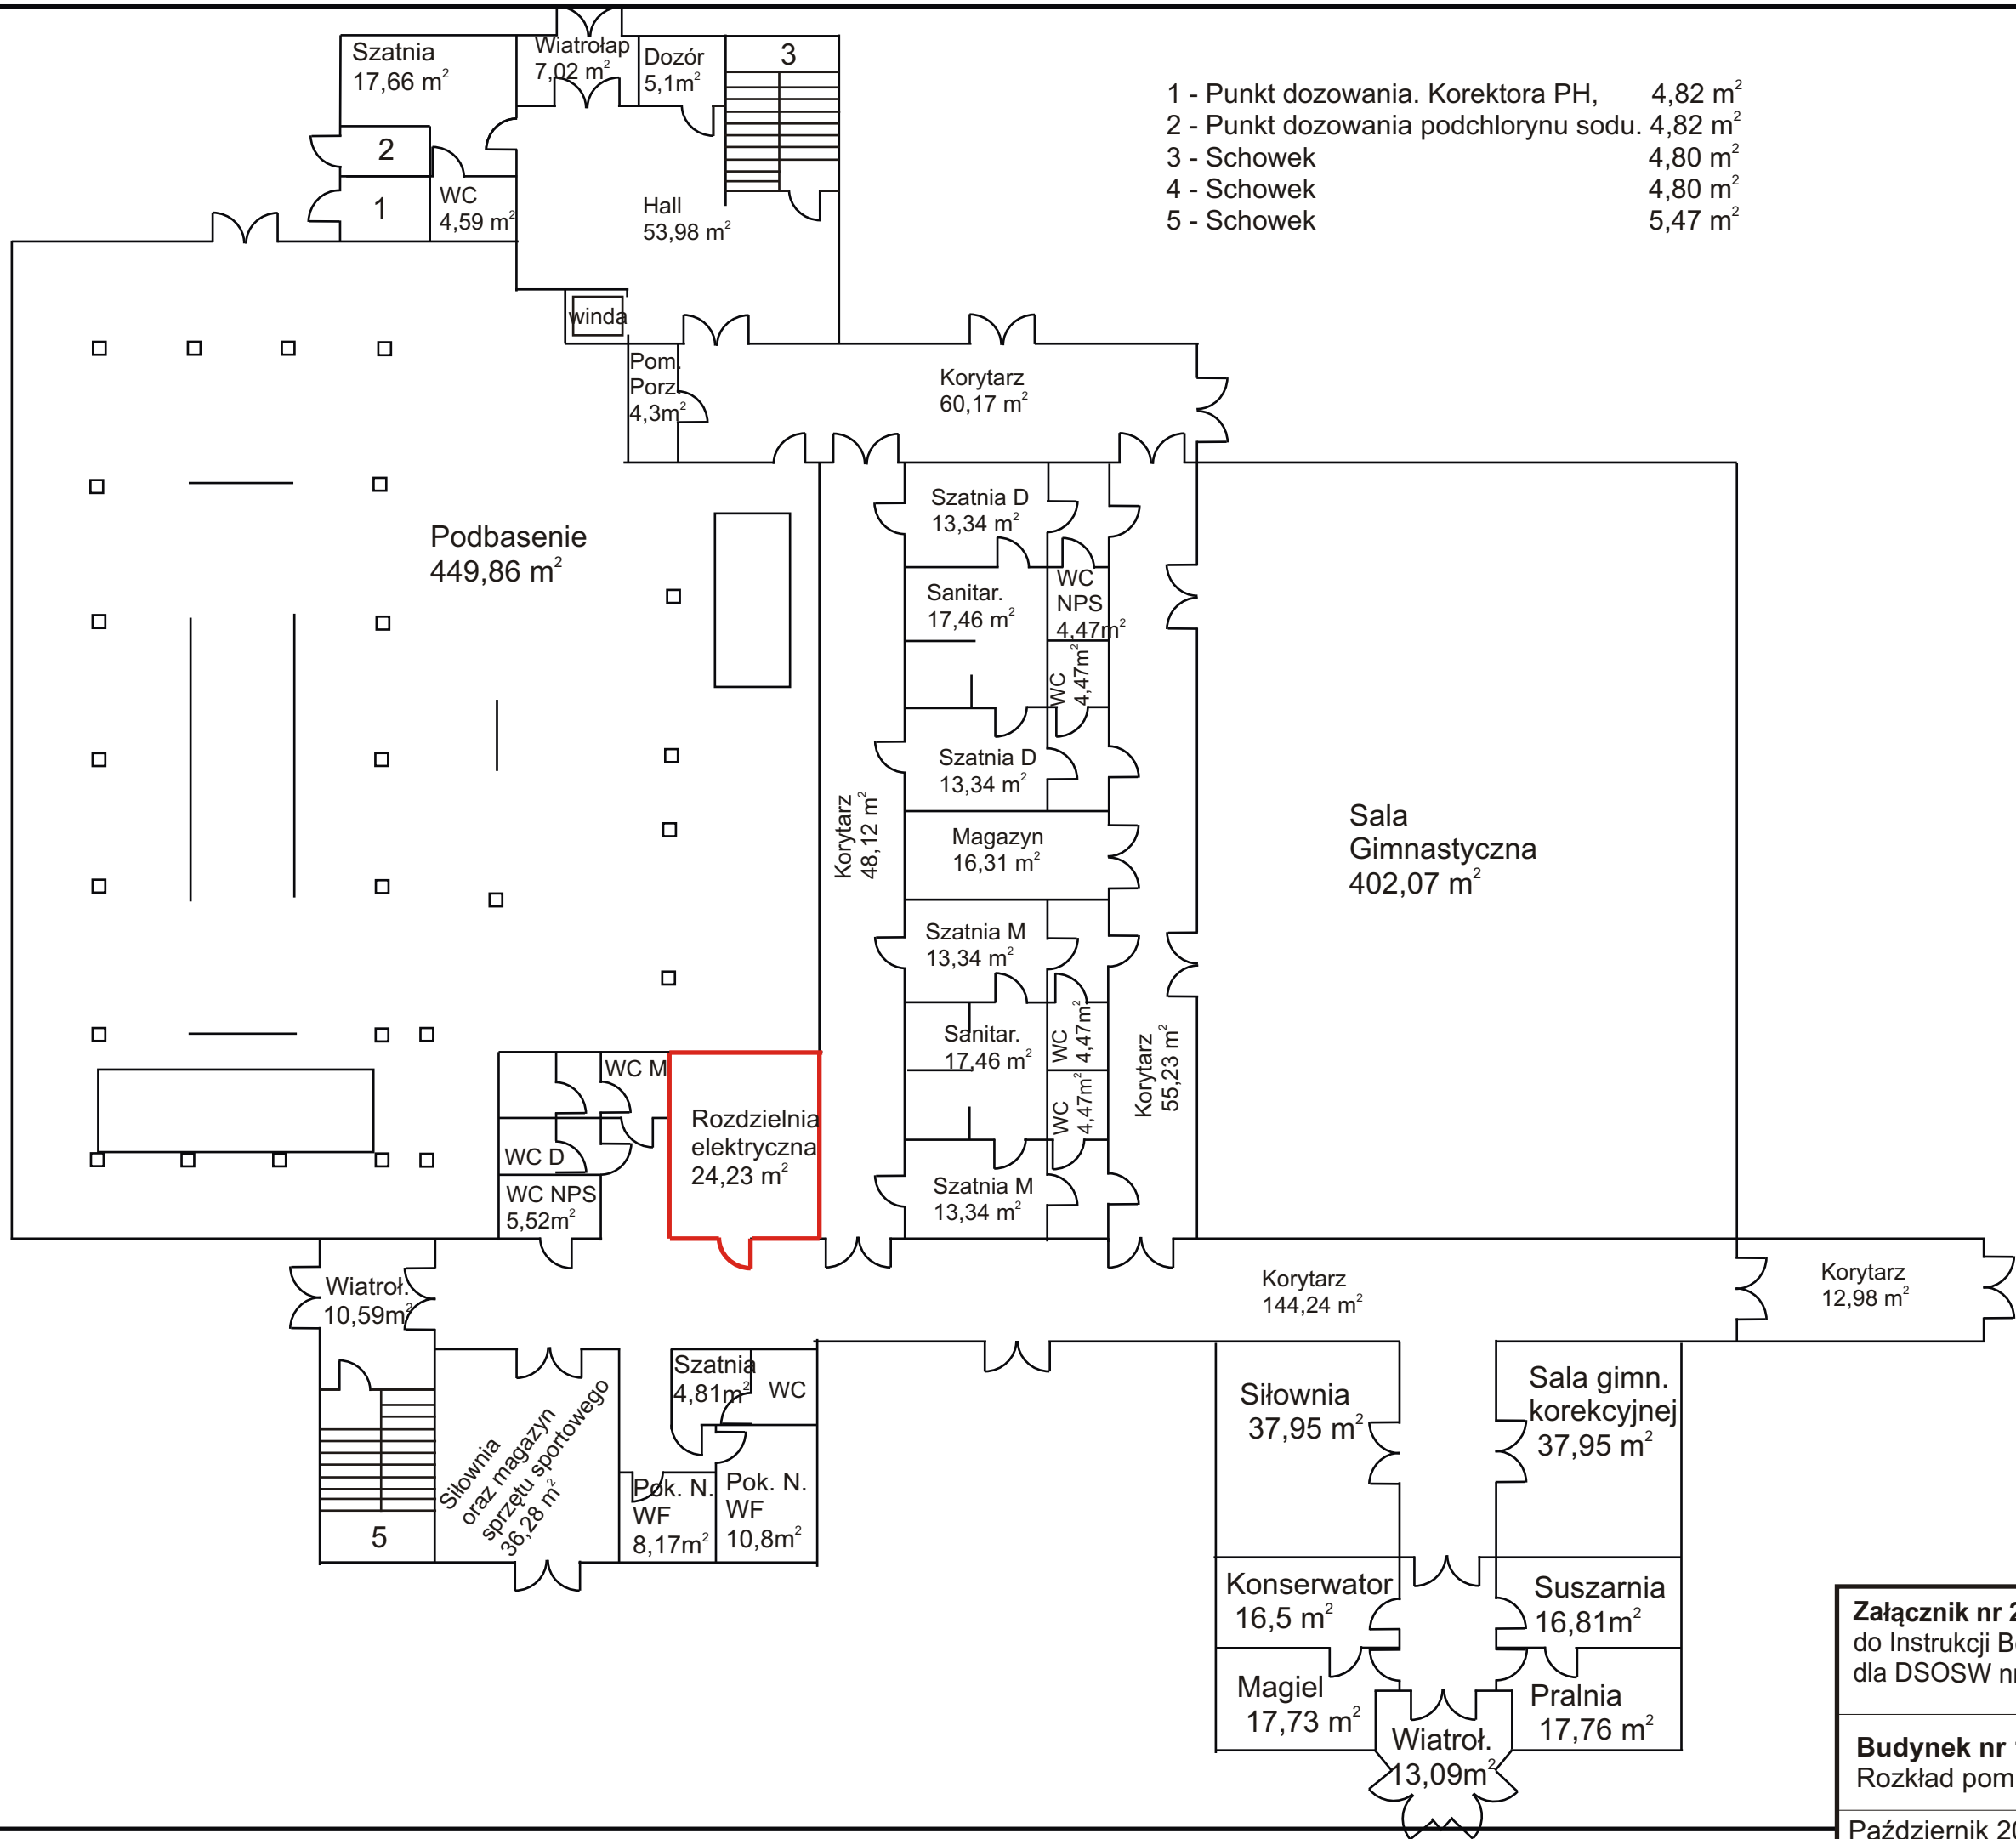 Szatnia
17,66 m²
Wiatrołap
7,02 m²
Dozór
5,1m²
3
1 - Punkt dozowania. Korektora PH, 4,82 m²
2 - Punkt dozowania podchlorynu sodu. 4,82 m²
3 - Schowek 4,80 m²
4 - Schowek 4,80 m²
5 - Schowek 5,47 m²
2
1
WC
4,59 m²
Hall
53,98 m²
winda
Pom.
Porz.
4,3m²
Korytarz
60,17 m²
Podbasenie
449,86 m²
Szatnia D
13,34 m²
Sanitar.
17,46 m²
WC
NPS
4,47m²
WC
4,47m²
Szatnia D
13,34 m²
Korytarz
48,12 m²
Magazyn
16,31 m²
Sala
Gimnastyczna
402,07 m²
Szatnia M
13,34 m²
Sanitar.
17,46 m²
WC
4,47m²
WC
4,47m²
Korytarz
55,23 m²
Szatnia M
13,34 m²
WC M
WC D
WC NPS
5,52m²
Rozdzielnia
elektryczna
24,23 m²
Wiatroł.
10,59m²
Korytarz
144,24 m²
Korytarz
12,98 m²
Szatnia
4,81m²
WC
Siłownia
oraz magazyn
sprzętu sportowego
36,28 m²
5
Pok. N.
WF
8,17m²
Pok. N.
WF
10,8m²
Siłownia
37,95 m²
Sala gimn.
korekcyjnej
37,95 m²
Konserwator
16,5 m²
Suszarnia
16,81m²
Magiel
17,73 m²
Pralnia
17,76 m²
Wiatroł.
13,09m²
Załącznik nr 2
do Instrukcji B
dla DSOSW n
Budynek nr
Rozkład pom
Październik 20